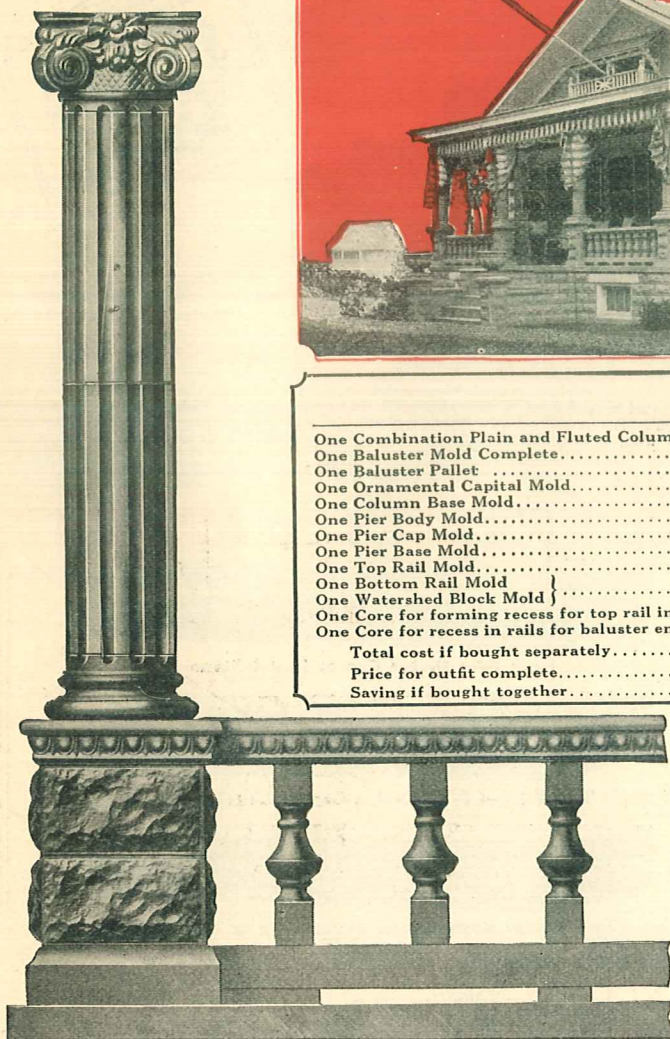 One Combination Plain and Fluted Colum
One Baluster Mold Complete..............
One Baluster Pallet ......................
One Ornamental Capital Mold.............
One Column Base Mold...................
One Pier Body Mold.......................
One Pier Cap Mold........................
One Pier Base Mold.......................
One Top Rail Mold........................
One Bottom Rail Mold
One Watershed Block Mold } ..............
One Core for forming recess for top rail in
One Core for recess in rails for baluster en
Total cost if bought separately.......
Price for outfit complete..............
Saving if bought together.............